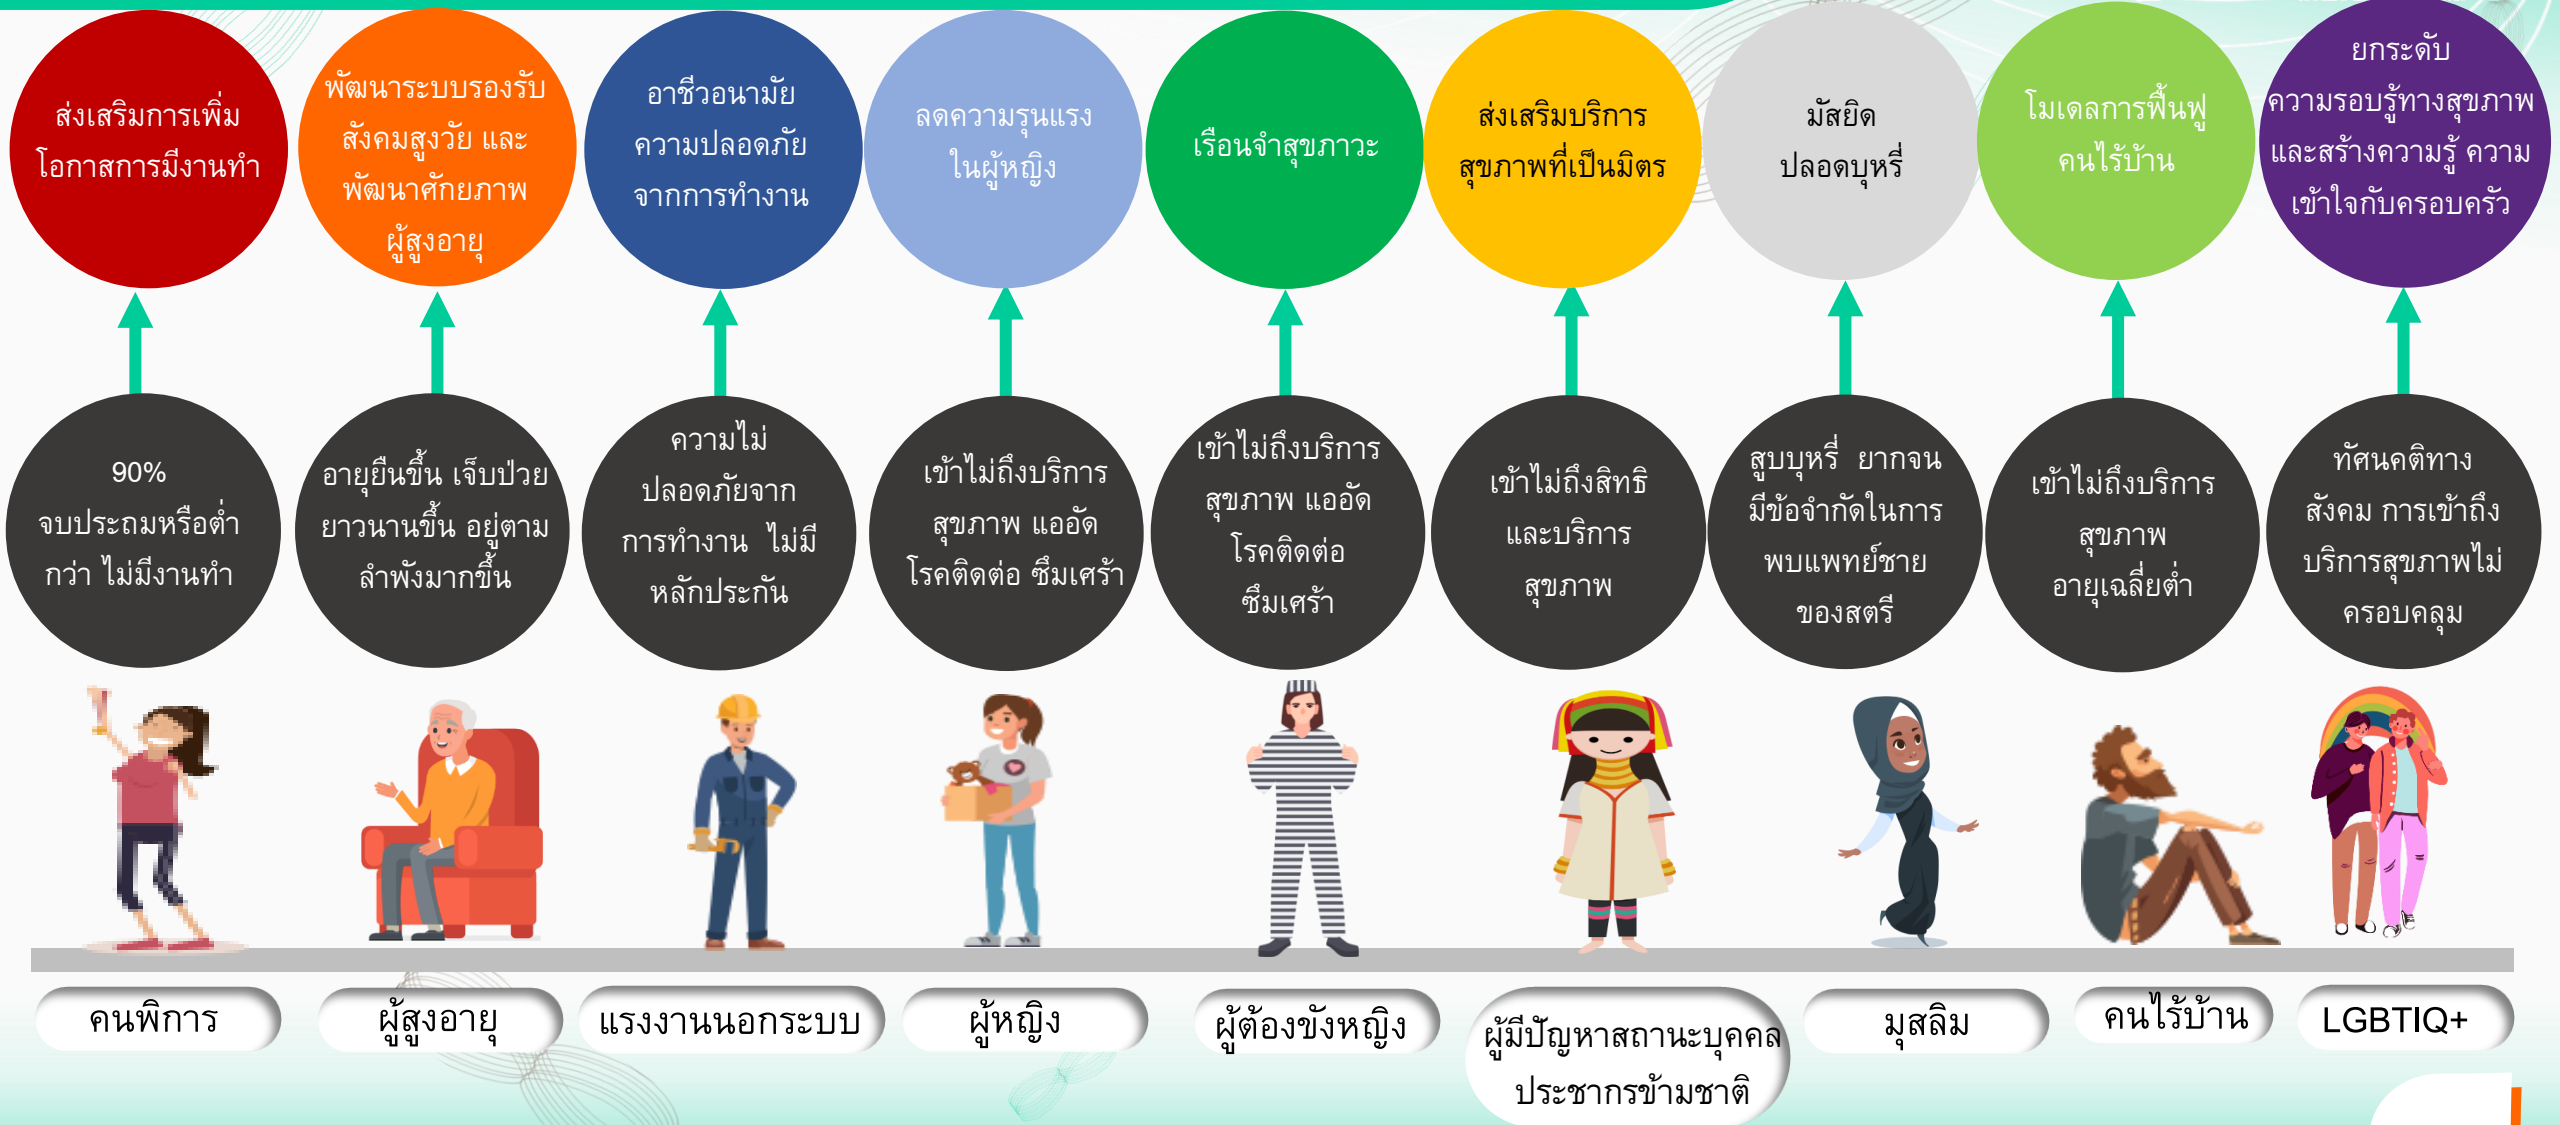 ส่งเสริมการเพิ่ม
โอกาสการมีงานทำ
พัฒนาระบบรองรับ
สังคมสูงวัย และ
พัฒนาศักยภาพ
ผู้สูงอายุ
อาชีวอนามัย
ความปลอดภัย
จากการทำงาน
ลดความรุนแรง
ในผู้หญิง
เรือนจำสุขภาวะ
ส่งเสริมบริการ
สุขภาพที่เป็นมิตร
มัสยิด
ปลอดบุหรี่
โมเดลการฟื้นฟู
คนไร้บ้าน
ยกระดับ
ความรอบรู้ทางสุขภาพ
และสร้างความรู้ ความ
เข้าใจกับครอบครัว
90%
จบประถมหรือต่ำ
กว่า ไม่มีงานทำ
อายุยืนขึ้น เจ็บป่วย
ยาวนานขึ้น อยู่ตาม
ลำพังมากขึ้น
ความไม่
ปลอดภัยจาก
การทำงาน ไม่มี
หลักประกัน
เข้าไม่ถึงบริการ
สุขภาพ แออัด
โรคติดต่อ ซึมเศร้า
เข้าไม่ถึงบริการ
สุขภาพ แออัด
โรคติดต่อ
ซึมเศร้า
เข้าไม่ถึงสิทธิ
และบริการ
สุขภาพ
สูบบุหรี่ ยากจน
มีข้อจำกัดในการ
พบแพทย์ชาย
ของสตรี
เข้าไม่ถึงบริการ
สุขภาพ
อายุเฉลี่ยต่ำ
ทัศนคติทาง
สังคม การเข้าถึง
บริการสุขภาพไม่
ครอบคลุม
คนพิการ
ผู้สูงอายุ
แรงงานนอกระบบ
ผู้หญิง
ผู้ต้องขังหญิง
ผู้มีปัญหาสถานะบุคคล
ประชากรข้ามชาติ
มุสลิม
คนไร้บ้าน
LGBTIQ+